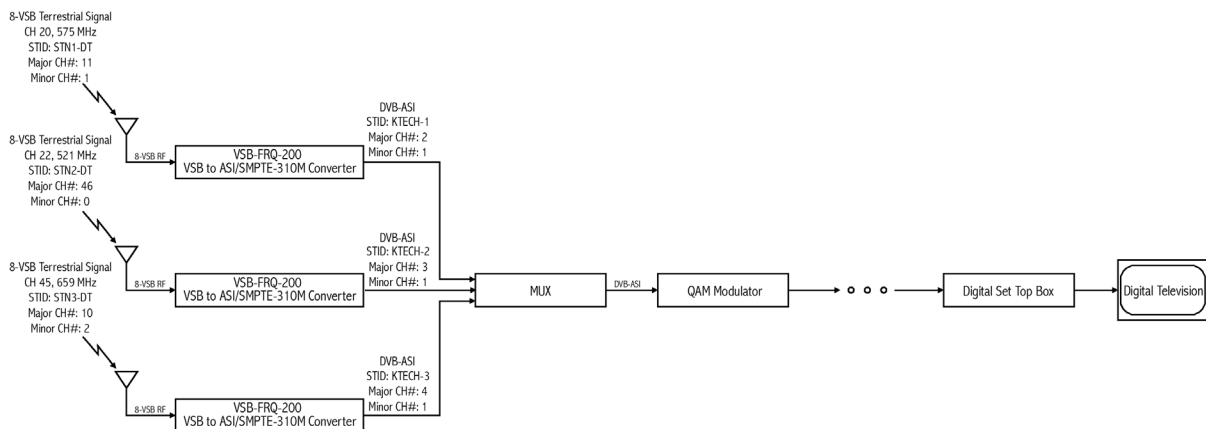 8-VSB Terrestrial Signal
CH 20, 575 MHz
STID: STN1-DT
Major CH#: 11
Minor CH#: 1
8-VSB RF
VSB-FRQ-200
VSB to ASI/SMPTE-310M Converter
DVB-ASI
STID: KTECH-1
Major CH#: 2
Minor CH#: 1
8-VSB Terrestrial Signal
CH 22, 521 MHz
STID: STN2-DT
Major CH#: 46
Minor CH#: 0
8-VSB RF
VSB-FRQ-200
VSB to ASI/SMPTE-310M Converter
DVB-ASI
STID: KTECH-2
Major CH#: 3
Minor CH#: 1
8-VSB Terrestrial Signal
CH 45, 659 MHz
STID: STN3-DT
Major CH#: 10
Minor CH#: 2
8-VSB RF
VSB-FRQ-200
VSB to ASI/SMPTE-310M Converter
DVB-ASI
STID: KTECH-3
Major CH#: 4
Minor CH#: 1
MUX
DVB-ASI
QAM Modulator
Digital Set Top Box
Digital Television